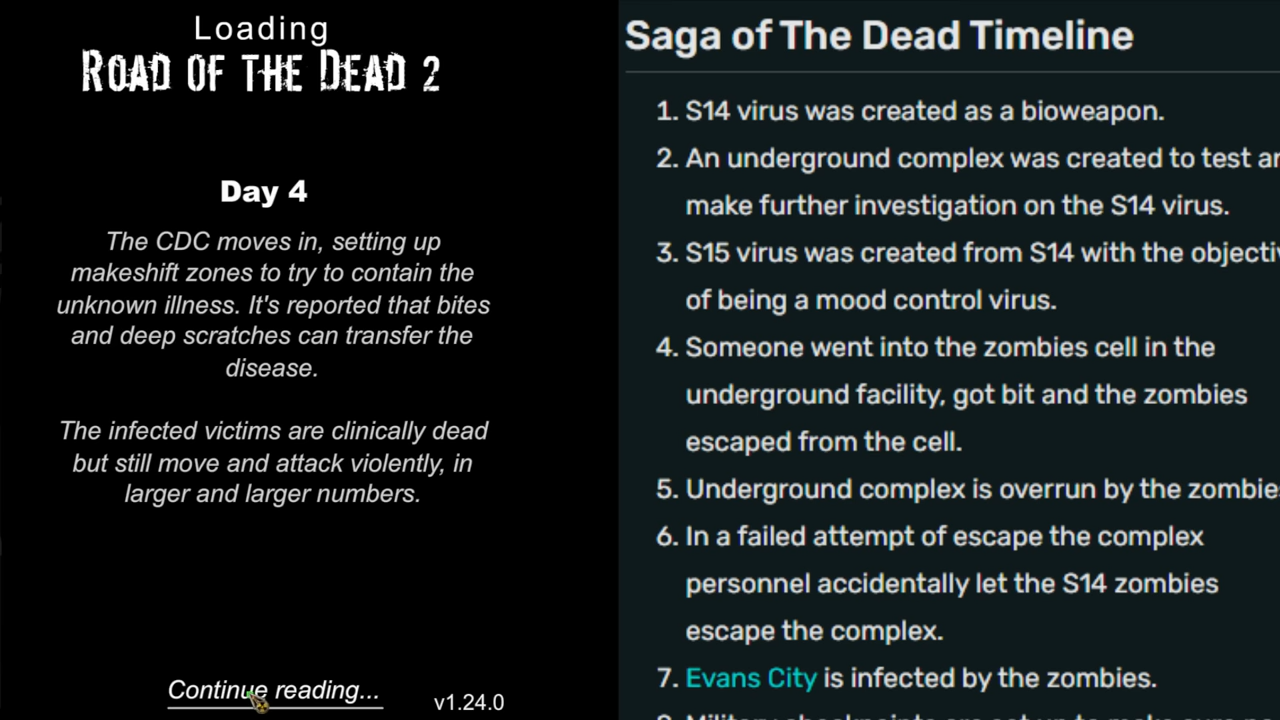 Loading
ROAD OF THE DEAD 2
Day 4
The CDC moves in, setting up
makeshift zones to try to contain the
unknown illness. It's reported that bites
and deep scratches can transfer the
disease.
The infected victims are clinically dead
but still move and attack violently, in
larger and larger numbers.
Continue reading...
v1.24.0
Saga of The Dead Timeline
1. S14 virus was created as a bioweapon.
2. An underground complex was created to test
make further investigation on the S14 virus.
3. S15 virus was created from S14 with the
of being a mood control virus.
4. Someone went into the zombies cell in the
underground facility, got bit and the zombies
escaped from the cell.
5. Underground complex is overrun by the zombie
6. In a failed attempt of escape the complex
personnel accidentally let the S14 zombies
escape the complex.
7. Evans City is infected by the zombies.